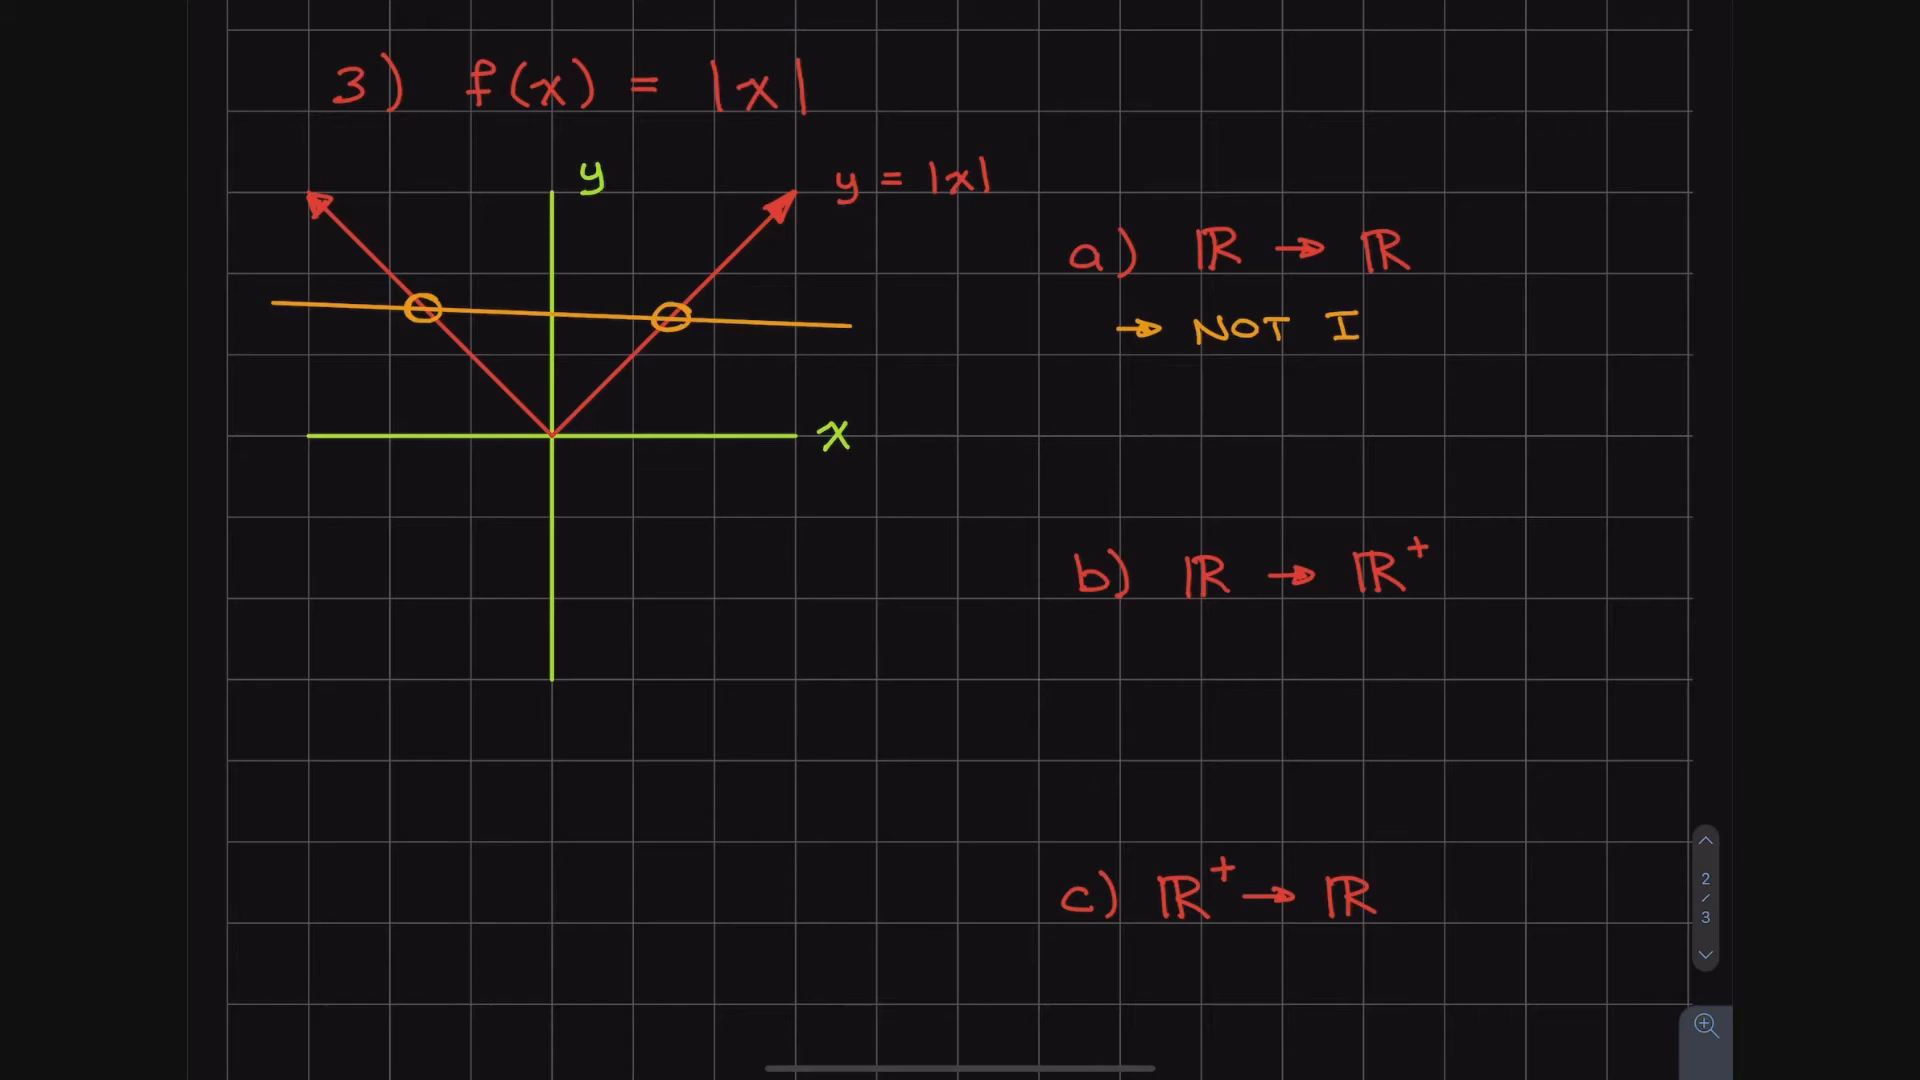 3) f(x) = |x|
y
y = |x|
a) ℝ → ℝ
→ NOT I
x
b) ℝ → ℝ⁺
c) ℝ⁺ → ℝ
2
/
3